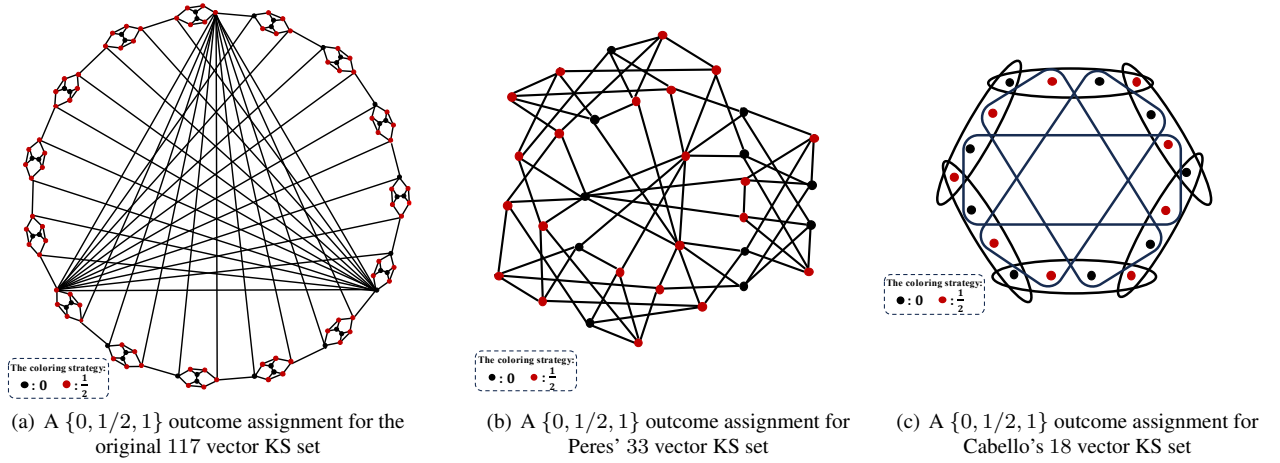 The coloring strategy:
●: 0 ●: 1/2
(a) A {0, 1/2, 1} outcome assignment for the
original 117 vector KS set
The coloring strategy:
●: 0 ●: 1/2
(b) A {0, 1/2, 1} outcome assignment for
Peres' 33 vector KS set
The coloring strategy:
●: 0 ●: 1/2
(c) A {0, 1/2, 1} outcome assignment for
Cabello's 18 vector KS set